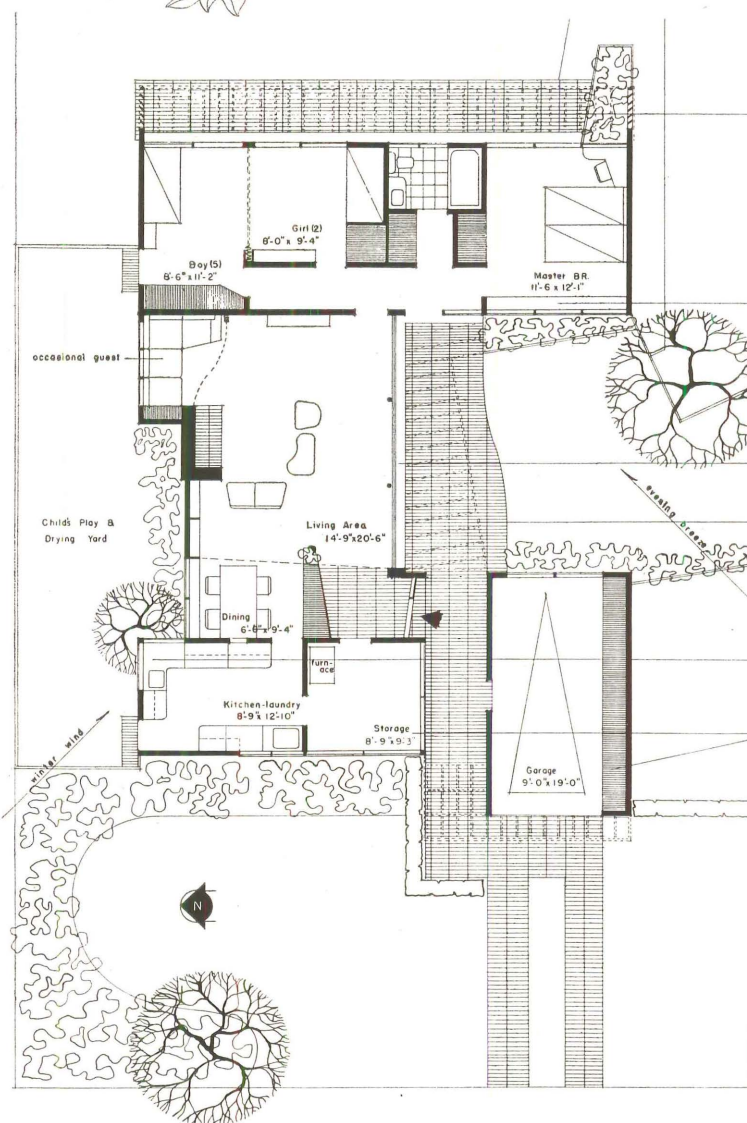 Girl (2)
8'-0" x 9'-4"
Boy (5)
8'-6" x 11'-2"
Master BR.
11'-6 x 12'-1"
occasional guest
Child's Play &
Drying Yard
Living Area
14'-9"x20'-6"
evening breeze
Dining
6'-6" x 9'-4"
furn-
ace
Kitchen-laundry
8'-9" x 12'-10"
Storage
8'-9" x 9'-3"
winter wind
Garage
9'-0"x19'-0"
N